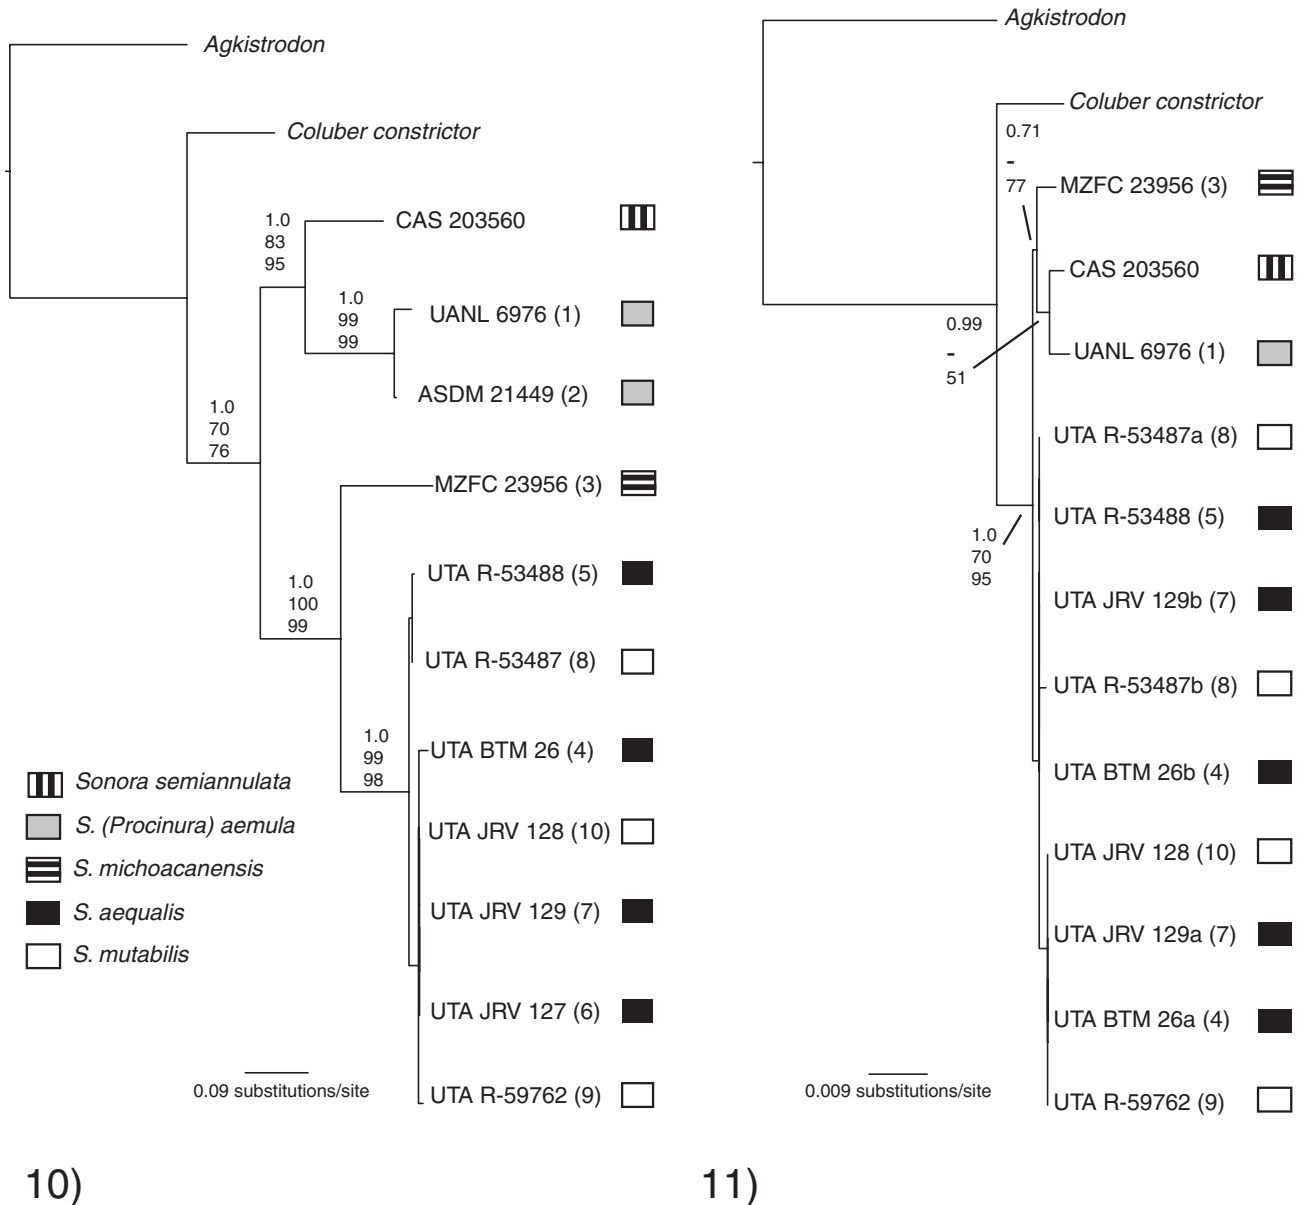 Agkistrodon
Coluber constrictor
1.0
83
95
CAS 203560
1.0
99
99
UANL 6976 (1)
ASDM 21449 (2)
1.0
70
76
MZFC 23956 (3)
UTA R-53488 (5)
1.0
100
99
UTA R-53487 (8)
1.0
99
98
UTA BTM 26 (4)
UTA JRV 128 (10)
UTA JRV 129 (7)
UTA JRV 127 (6)
UTA R-59762 (9)
Sonora semiannulata
S. (Procinura) aemula
S. michoacanensis
S. aequalis
S. mutabilis
0.09 substitutions/site
10)
Agkistrodon
Coluber constrictor
0.71
-
77
MZFC 23956 (3)
CAS 203560
0.99
-
51
UANL 6976 (1)
UTA R-53487a (8)
UTA R-53488 (5)
1.0
70
95
UTA JRV 129b (7)
UTA R-53487b (8)
UTA BTM 26b (4)
UTA JRV 128 (10)
UTA JRV 129a (7)
UTA BTM 26a (4)
UTA R-59762 (9)
0.009 substitutions/site
11)